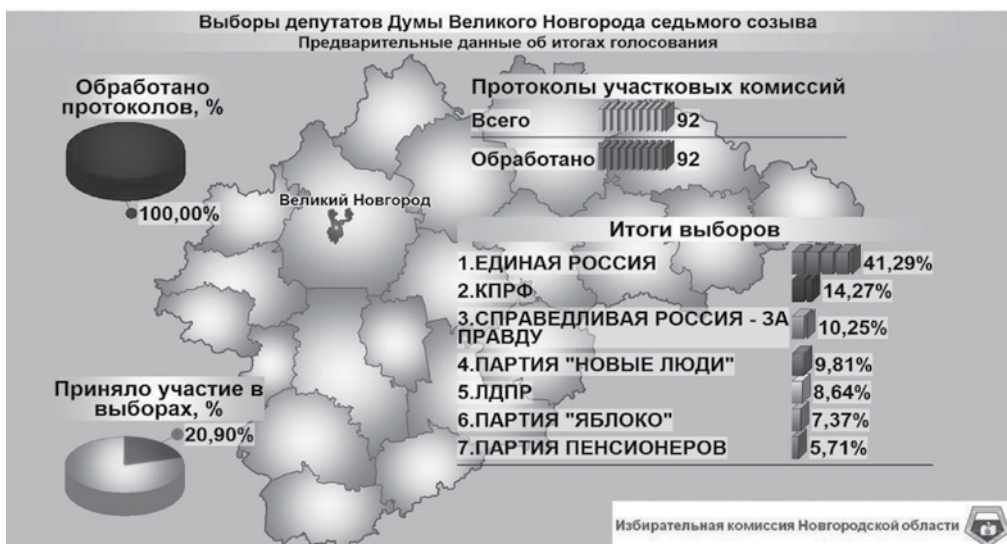 Выборы депутатов Думы Великого Новгорода седьмого созыва
Предварительные данные об итогах голосования
Обработано
протоколов, %
100,00%
Протоколы участковых комиссий
Всего 92
Обработано 92
Великий Новгород
Итоги выборов
1.ЕДИНАЯ РОССИЯ 41,29%
2.КПРФ 14,27%
3.СПРАВЕДЛИВАЯ РОССИЯ - ЗА
ПРАВДУ 10,25%
4.ПАРТИЯ "НОВЫЕ ЛЮДИ" 9,81%
5.ЛДПР 8,64%
6.ПАРТИЯ "ЯБЛОКО" 7,37%
7.ПАРТИЯ ПЕНСИОНЕРОВ 5,71%
Приняло участие в
выборах, %
20,90%
Избирательная комиссия Новгородской области